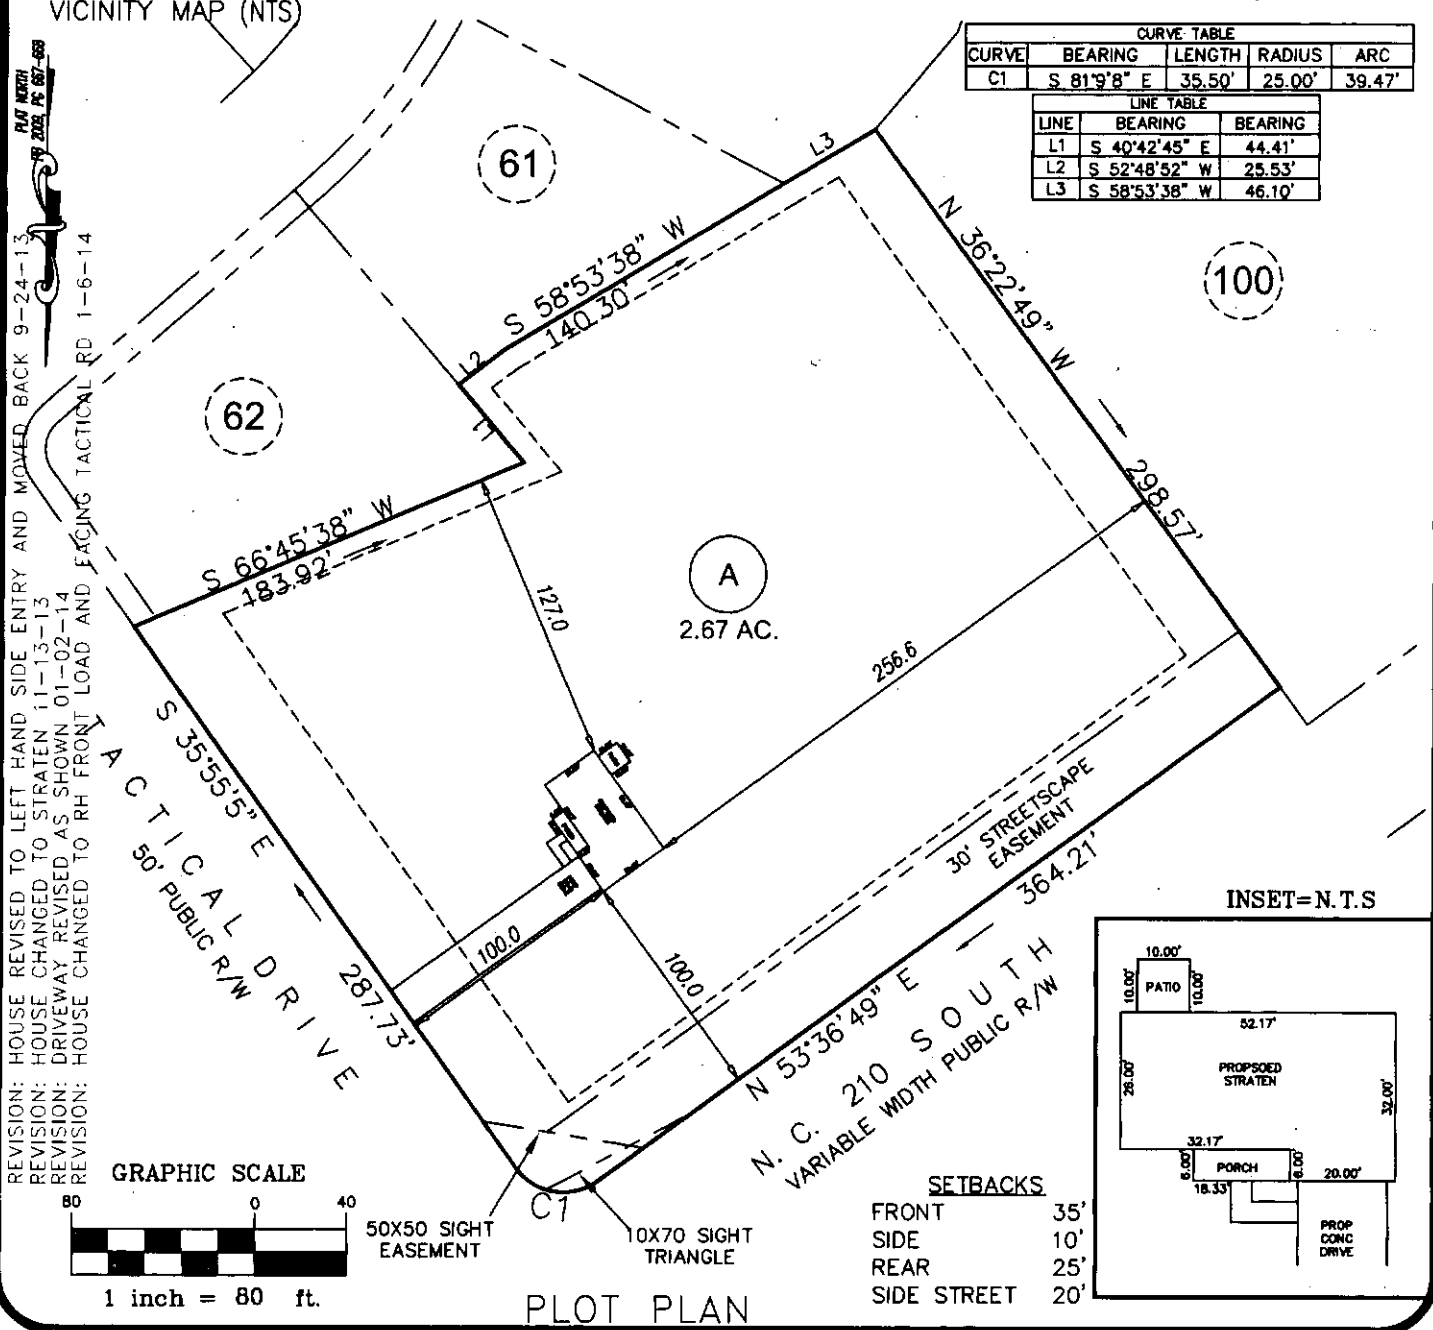 VICINITY MAP (NTS)
PLAT NORTH
PB 2009, PG 667-669
CURVE TABLE
CURVE BEARING LENGTH RADIUS ARC
C1 S 81°9'8" E 35.50' 25.00' 39.47'
LINE TABLE
LINE BEARING BEARING
L1 S 40°42'45" E 44.41'
L2 S 52°48'52" W 25.53'
L3 S 58°53'38" W 46.10'
REVISION: HOUSE REVISED TO LEFT HAND SIDE ENTRY AND MOVED BACK 9-24-13
REVISION: HOUSE CHANGED TO STRATEN 11-13-13
REVISION: DRIVEWAY REVISED AS SHOWN 01-02-14
REVISION: HOUSE CHANGED TO RH FRONT LOAD AND FACING TACTICAL RD 1-6-14
61
62
100
L3
L2
L1
S 58°53'38" W
140.30'
N 36°22'49" W
298.57'
S 66°45'38" W
183.92'
A
2.67 AC.
127.0
256.6
S 35°55'5" E
287.73'
TACTICAL DRIVE
50' PUBLIC R/W
100.0
100.0
30' STREETSCAPE
EASEMENT
364.21'
N 53°36'49" E
N. C. 210 SOUTH
VARIABLE WIDTH PUBLIC R/W
C1
50X50 SIGHT
EASEMENT
10X70 SIGHT
TRIANGLE
GRAPHIC SCALE
80 0 40
1 inch = 80 ft.
PLOT PLAN
SETBACKS
FRONT 35'
SIDE 10'
REAR 25'
SIDE STREET 20'
INSET=N.T.S
10.00'
10.00'
PATIO
10.00'
52.17'
PROPSOED
STRATEN
26.00'
32.00'
32.17'
6.00'
PORCH
6.00'
20.00'
18.33'
PROP
CONC
DRIVE